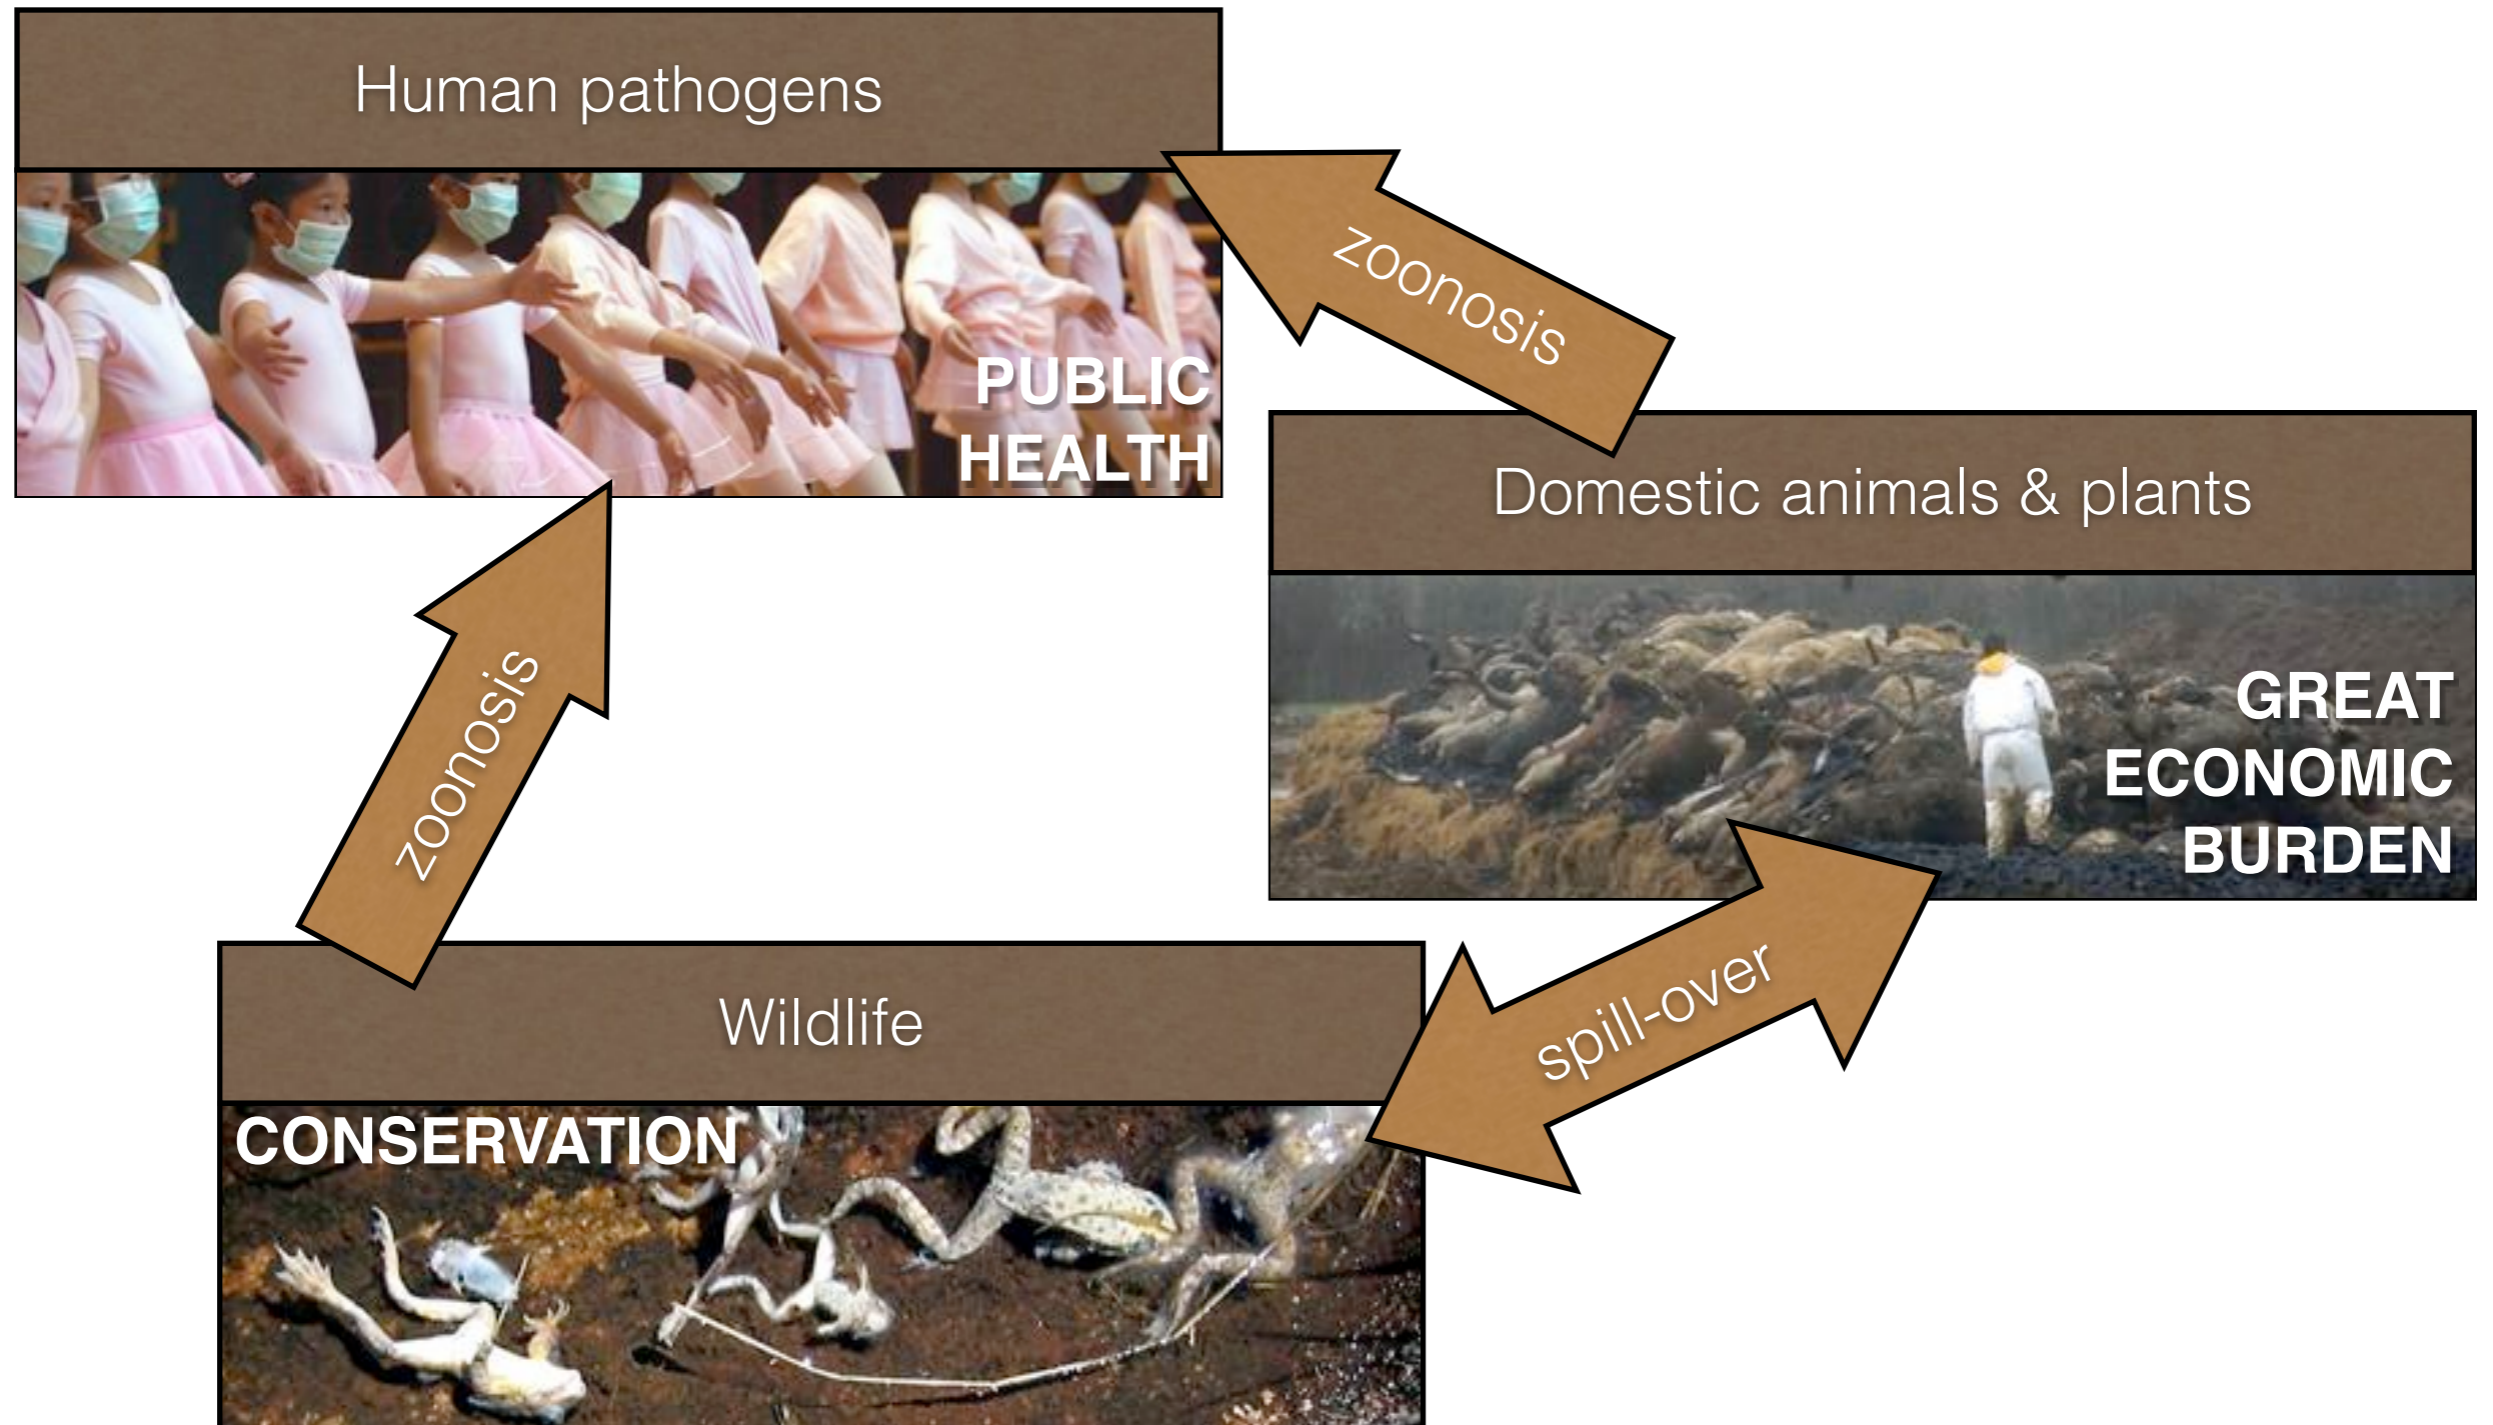 Human pathogens
PUBLIC
HEALTH
zoonosis
Domestic animals & plants
GREAT
ECONOMIC
BURDEN
zoonosis
spill-over
Wildlife
CONSERVATION